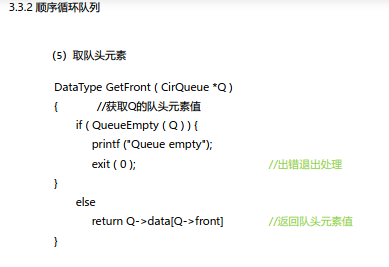 3.3.2 顺序循环队列
(5) 取队头元素
DataType GetFront ( CirQueue *Q )
{ //获取Q的队头元素值
if ( QueueEmpty ( Q ) ) {
printf ("Queue empty");
exit ( 0 ); //出错退出处理
}
else
return Q->data[Q->front] //返回队头元素值
}